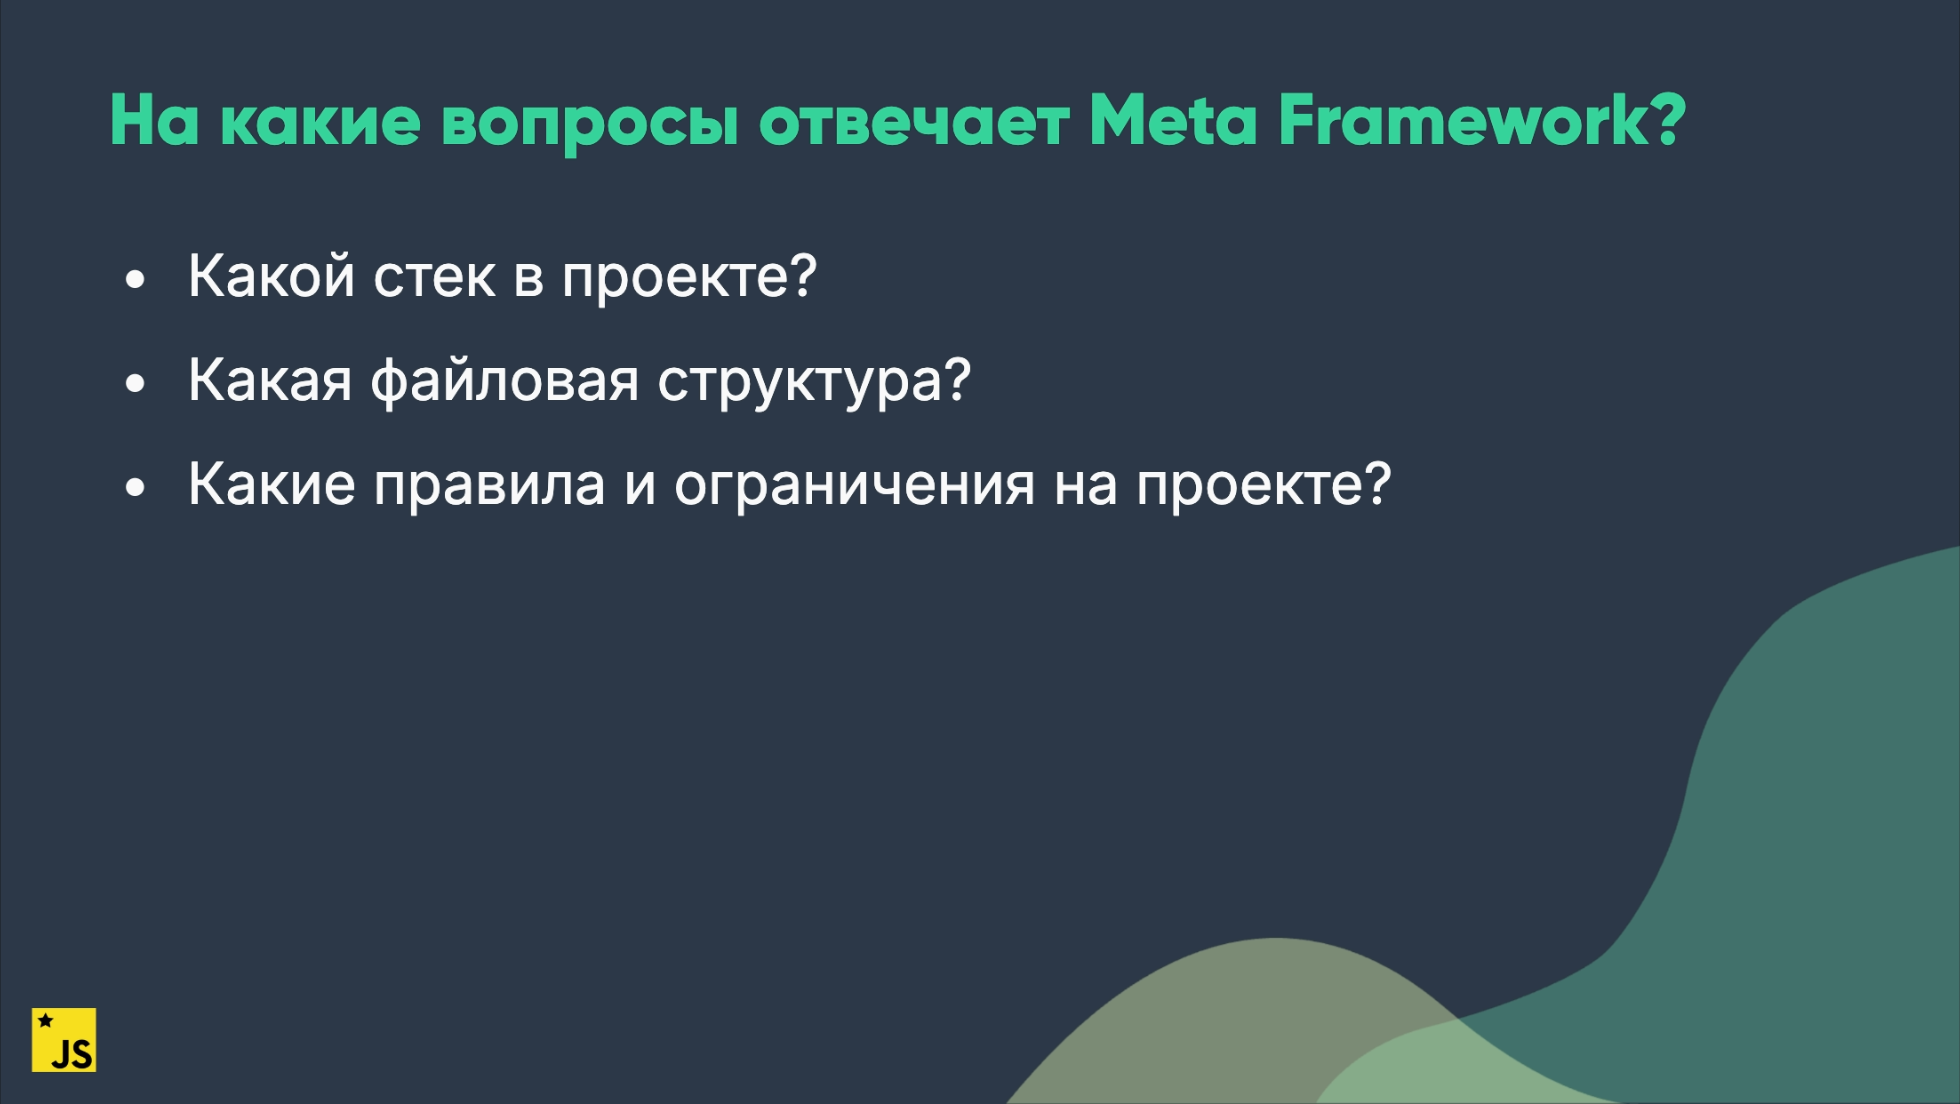 На какие вопросы отвечает Meta Framework?
• Какой стек в проекте?
• Какая файловая структура?
• Какие правила и ограничения на проекте?
JS